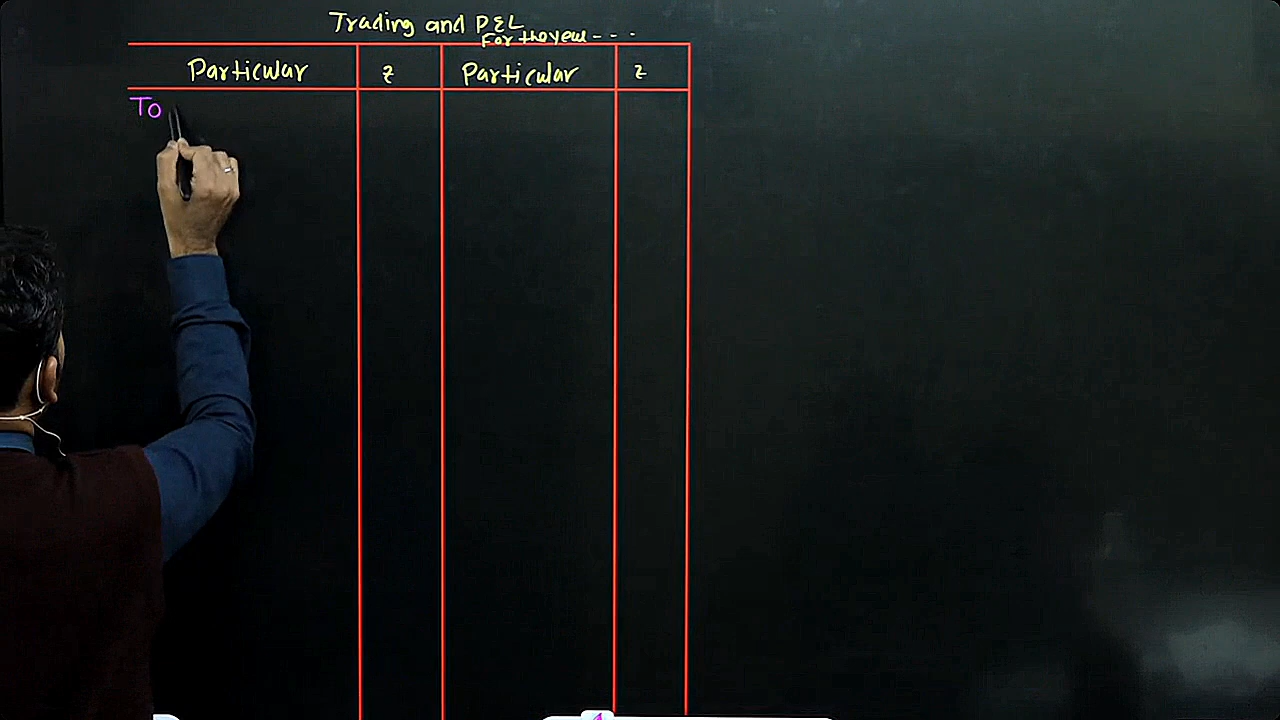 Trading and P&L
For the year - - -
Particular ₹ Particular ₹
To